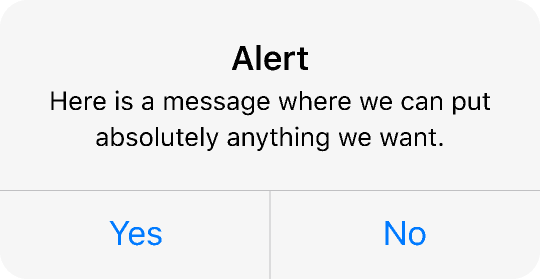 Alert
Here is a message where we can put
absolutely anything we want.
Yes
No